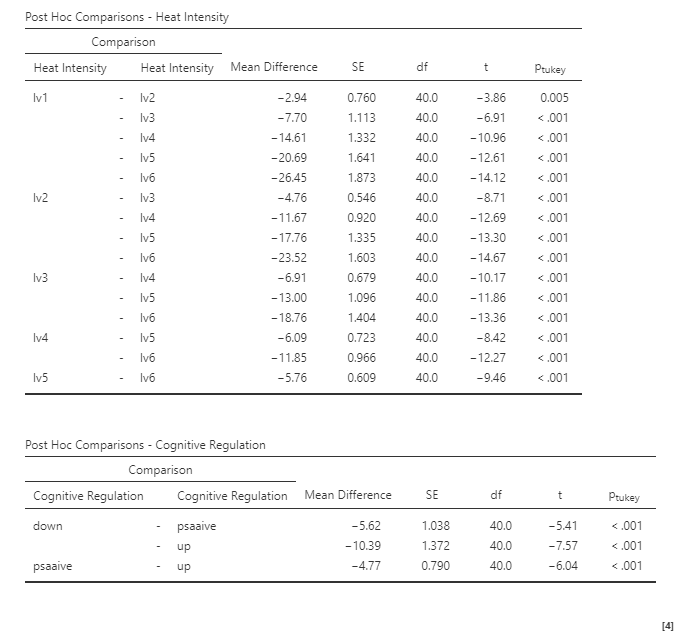 Post Hoc Comparisons - Heat Intensity
Comparison
Heat Intensity Heat Intensity Mean Difference SE df t Ptukey
lv1 - lv2 −2.94 0.760 40.0 −3.86 0.005
- lv3 −7.70 1.113 40.0 −6.91 < .001
- lv4 −14.61 1.332 40.0 −10.96 < .001
- lv5 −20.69 1.641 40.0 −12.61 < .001
- lv6 −26.45 1.873 40.0 −14.12 < .001
lv2 - lv3 −4.76 0.546 40.0 −8.71 < .001
- lv4 −11.67 0.920 40.0 −12.69 < .001
- lv5 −17.76 1.335 40.0 −13.30 < .001
- lv6 −23.52 1.603 40.0 −14.67 < .001
lv3 - lv4 −6.91 0.679 40.0 −10.17 < .001
- lv5 −13.00 1.096 40.0 −11.86 < .001
- lv6 −18.76 1.404 40.0 −13.36 < .001
lv4 - lv5 −6.09 0.723 40.0 −8.42 < .001
- lv6 −11.85 0.966 40.0 −12.27 < .001
lv5 - lv6 −5.76 0.609 40.0 −9.46 < .001
Post Hoc Comparisons - Cognitive Regulation
Comparison
Cognitive Regulation Cognitive Regulation Mean Difference SE df t Ptukey
down - psaaive −5.62 1.038 40.0 −5.41 < .001
- up −10.39 1.372 40.0 −7.57 < .001
psaaive - up −4.77 0.790 40.0 −6.04 < .001
[4]